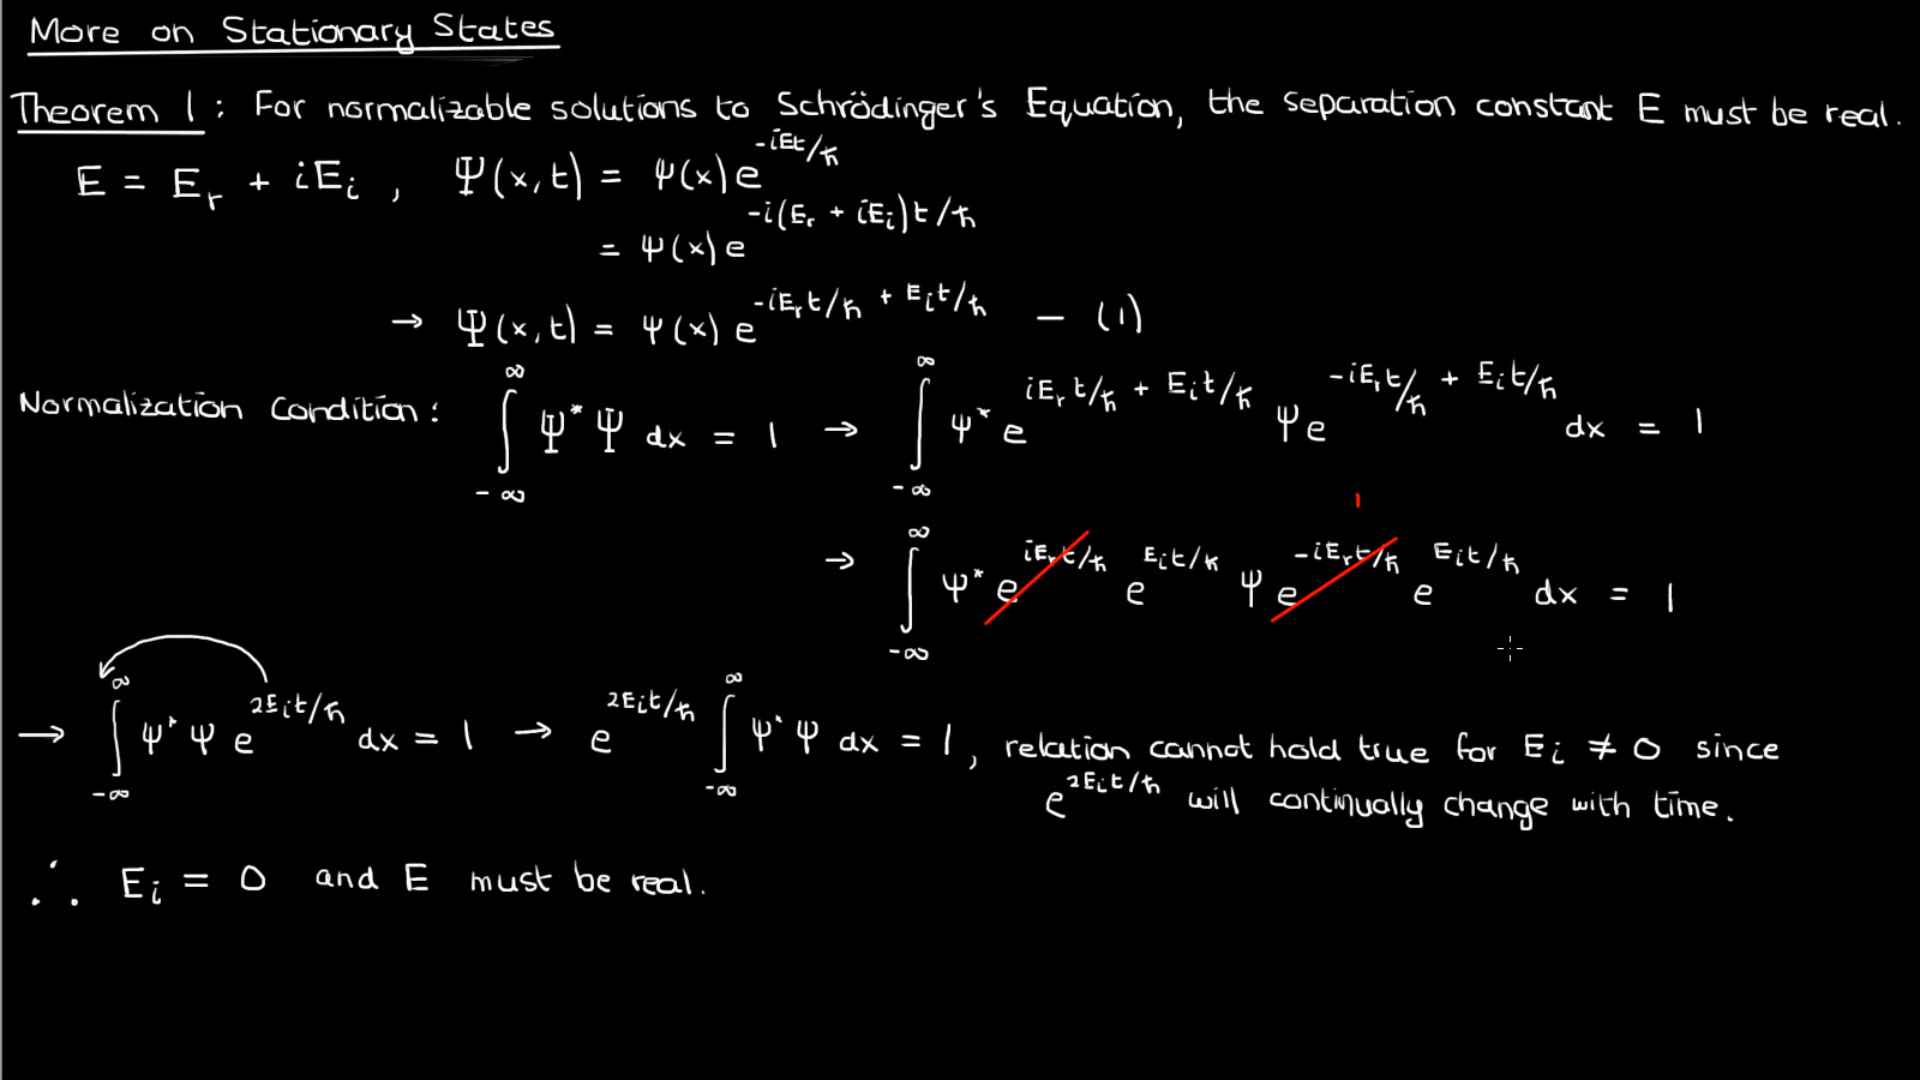 More on Stationary States
Theorem 1 : For normalizable solutions to Schrödinger's Equation, the separation constant E must be real.
E = E_r + iE_i , Ψ(x,t) = ψ(x) e^{-iEt/ħ}
= ψ(x) e^{-i(E_r + iE_i)t/ħ}
→ Ψ(x,t) = ψ(x) e^{-iE_rt/ħ + E_it/ħ} — (1)
Normalization Condition : ∫_{-∞}^{∞} Ψ* Ψ dx = 1 → ∫_{-∞}^{∞} ψ* e^{iE_rt/ħ + E_it/ħ} ψ e^{-iE_rt/ħ + E_it/ħ} dx = 1
1
→ ∫_{-∞}^{∞} ψ* e^{iE_rt/ħ} e^{E_it/ħ} ψ e^{-iE_rt/ħ} e^{E_it/ħ} dx = 1
→ ∫_{-∞}^{∞} ψ* ψ e^{2E_it/ħ} dx = 1 → e^{2E_it/ħ} ∫_{-∞}^{∞} ψ* ψ dx = 1 , relation cannot hold true for E_i ≠ 0 since
e^{2E_it/ħ} will continually change with time.
∴ E_i = 0 and E must be real.